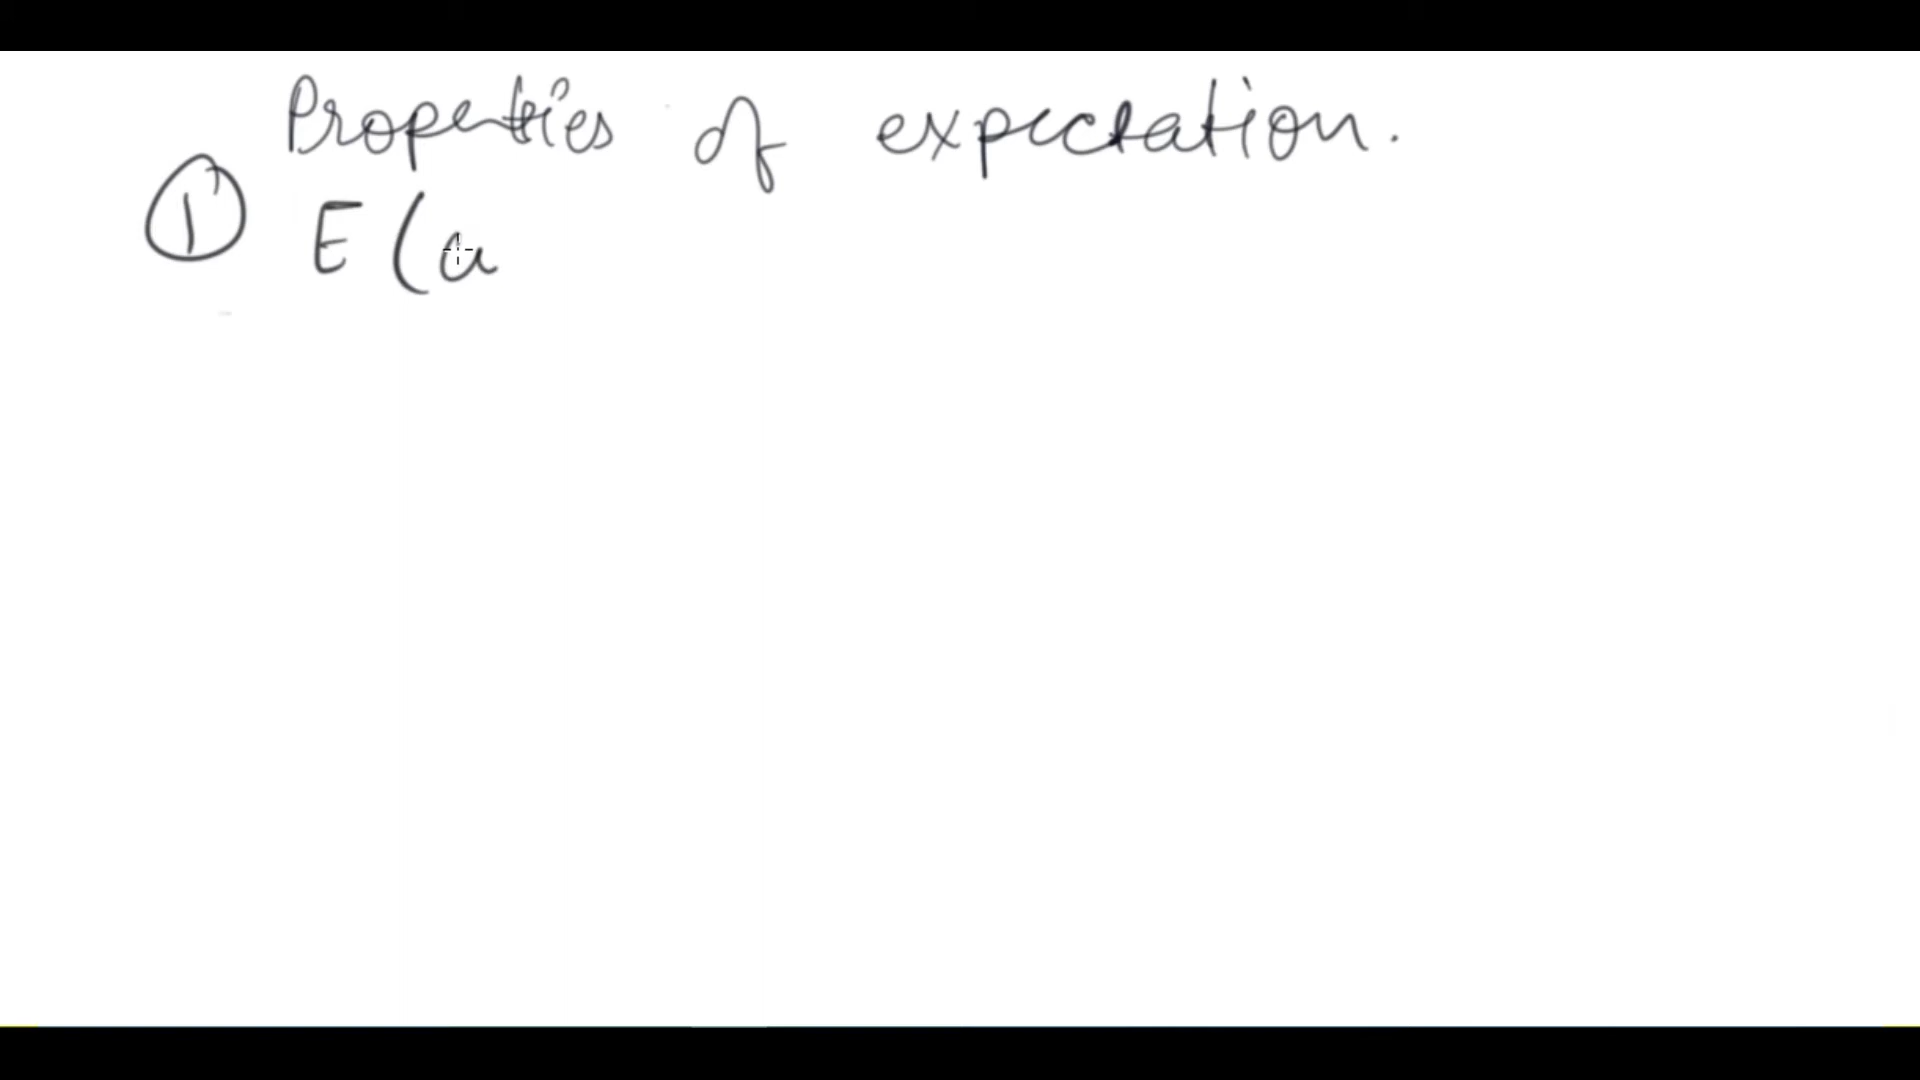 Properties of expectation.
① E (a